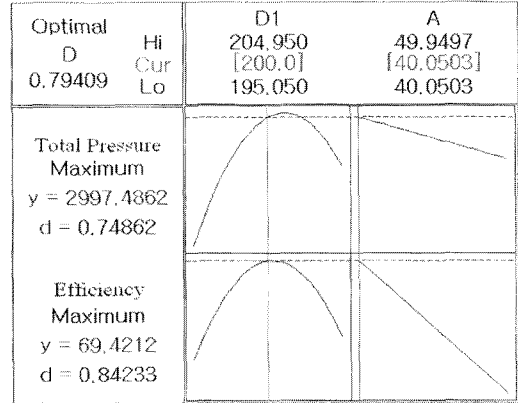 Optimal
D
0.79409
Hi
Cur
Lo
D1
204.950
[200.0]
195.050
A
49.9497
[40.0503]
40.0503
Total Pressure
Maximum
y = 2997.4862
d = 0.74862
Efficiency
Maximum
y = 69.4212
d = 0.84233